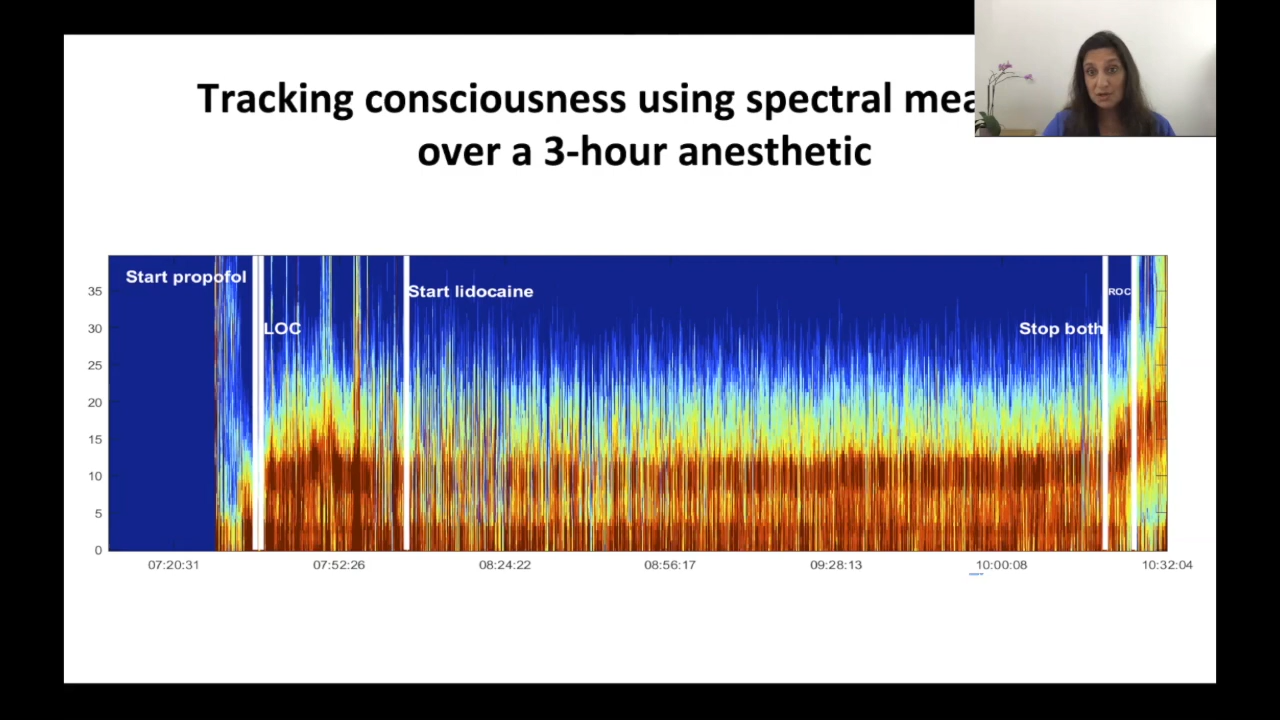 Tracking consciousness using spectral
over a 3-hour anesthetic
Start propofol
Start lidocaine
ROC
LOC
Stop both
35
30
25
20
15
10
5
0
07:20:31
07:52:26
08:24:22
08:56:17
09:28:13
10:00:08
10:32:04